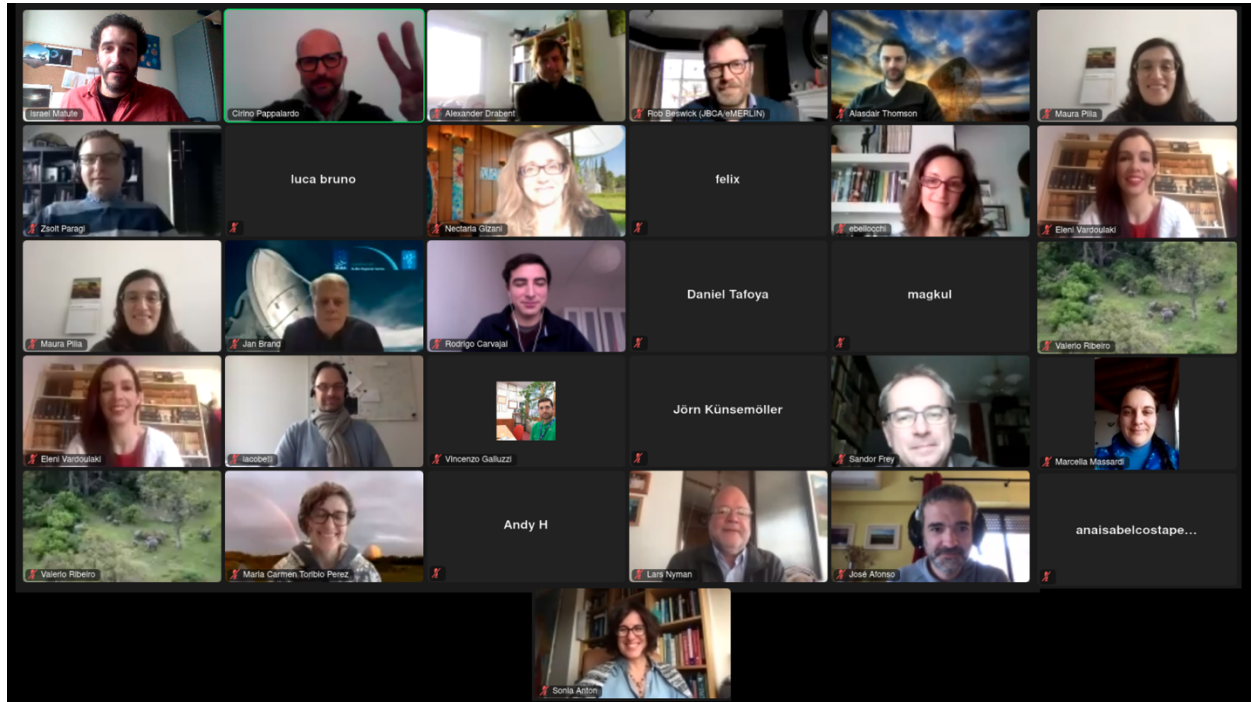 Israel Matute
Cirino Pappalardo
Alexander Drabent
Rob Beswick (JBCA/eMERLIN)
Alasdair Thomson
Maura Pilia
Zsolt Paragi
luca bruno
Nectaria Gizani
felix
ebellocchi
Eleni Vardoulaki
Maura Pilia
Jan Brand
Rodrigo Carvajal
Daniel Tafoya
magkul
Valerio Ribeiro
Eleni Vardoulaki
iacobelli
Vincenzo Galluzzi
Jörn Künsemöller
Sandor Frey
Marcella Massardi
Valerio Ribeiro
Maria Carmen Toribio Perez
Andy H
Lars Nyman
José Afonso
anaisabelcostape...
Sonia Anton